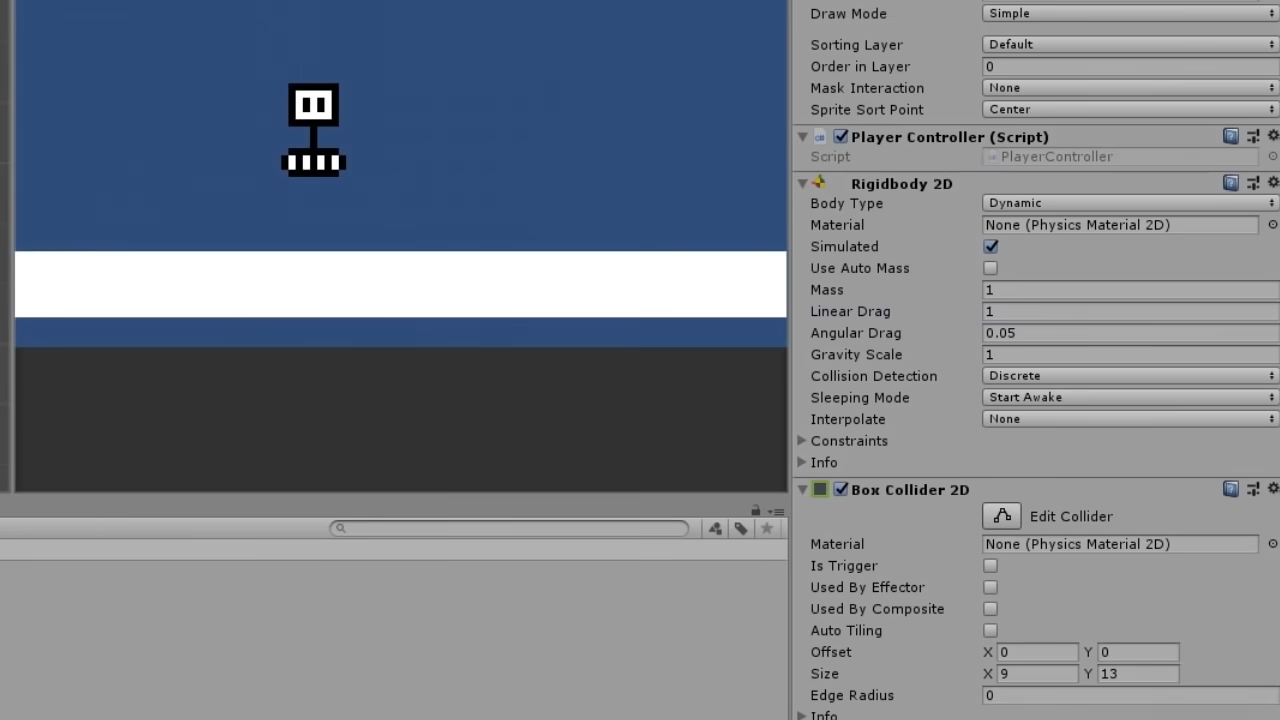 Draw Mode Simple
Sorting Layer Default
Order in Layer 0
Mask Interaction None
Sprite Sort Point Center
Player Controller (Script)
Script PlayerController
Rigidbody 2D
Body Type Dynamic
Material None (Physics Material 2D)
Simulated
Use Auto Mass
Mass 1
Linear Drag 1
Angular Drag 0.05
Gravity Scale 1
Collision Detection Discrete
Sleeping Mode Start Awake
Interpolate None
Constraints
Info
Box Collider 2D
Edit Collider
Material None (Physics Material 2D)
Is Trigger
Used By Effector
Used By Composite
Auto Tiling
Offset X 0 Y 0
Size X 9 Y 13
Edge Radius 0
Info